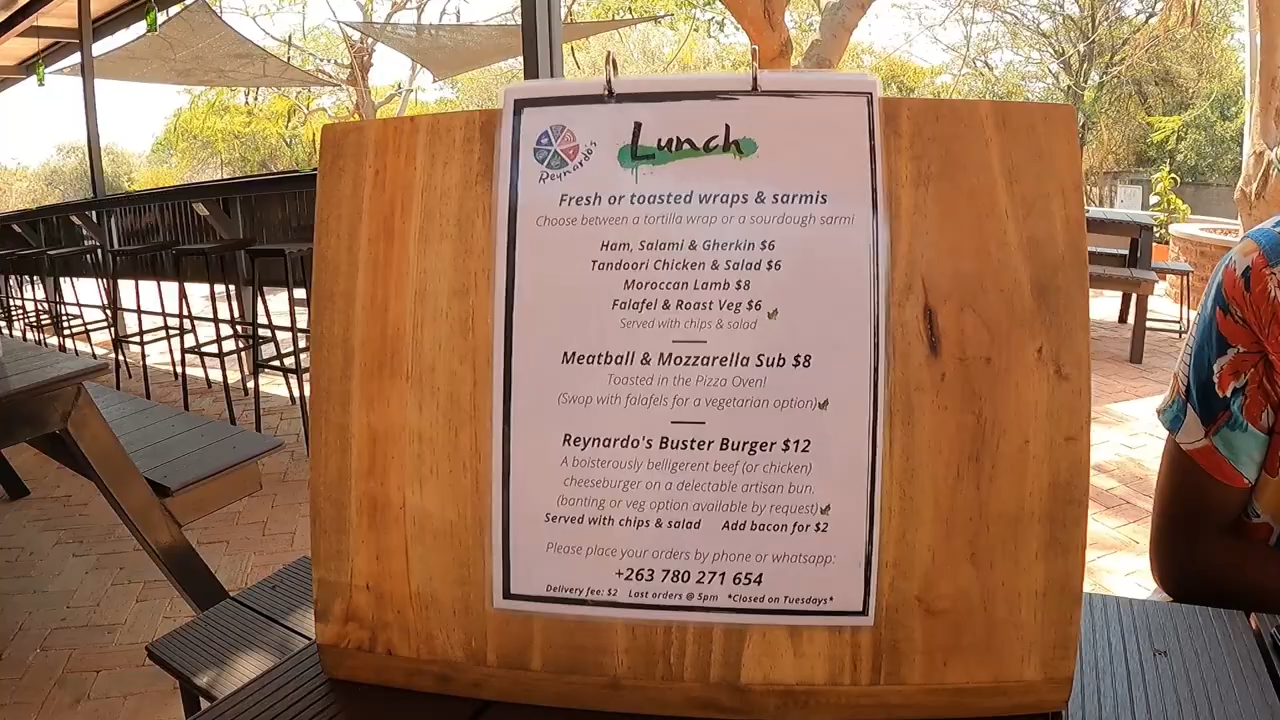 Reynardo's
Lunch
Fresh or toasted wraps & sarmis
Choose between a tortilla wrap or a sourdough sarmi
Ham, Salami & Gherkin $6
Tandoori Chicken & Salad $6
Moroccan Lamb $8
Falafel & Roast Veg $6
Served with chips & salad
Meatball & Mozzarella Sub $8
Toasted in the Pizza Oven!
(Swop with falafels for a vegetarian option)
Reynardo's Buster Burger $12
A boisterously belligerent beef (or chicken)
cheeseburger on a delectable artisan bun.
(banting or veg option available by request)
Served with chips & salad Add bacon for $2
Please place your orders by phone or whatsapp:
+263 780 271 654
Delivery fee: $2 Last orders @ 5pm *Closed on Tuesdays*